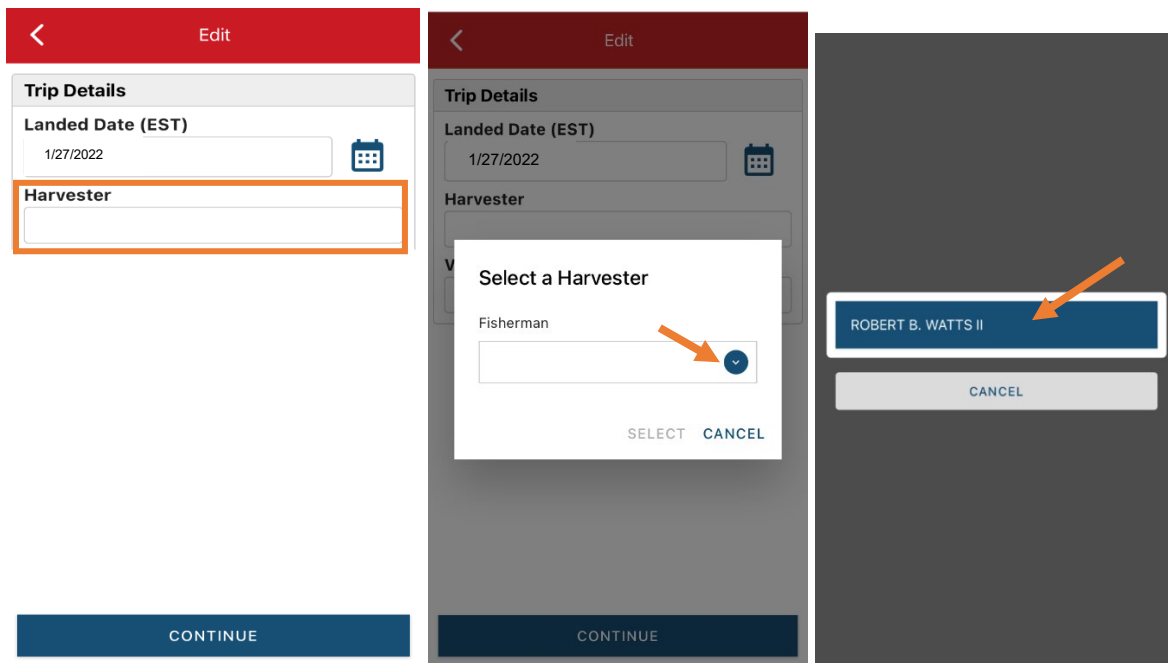 Edit
Trip Details
Landed Date (EST)
1/27/2022
Harvester
CONTINUE
Edit
Trip Details
Landed Date (EST)
1/27/2022
Harvester
V
Select a Harvester
Fisherman
SELECT CANCEL
CONTINUE
ROBERT B. WATTS II
CANCEL